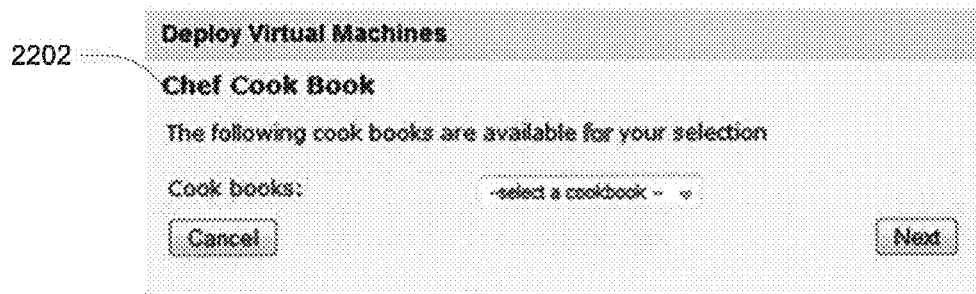 Deploy Virtual Machines
2202
Chef Cook Book
The following cook books are available for your selection
Cook books: -select a cookbook -
Cancel Next